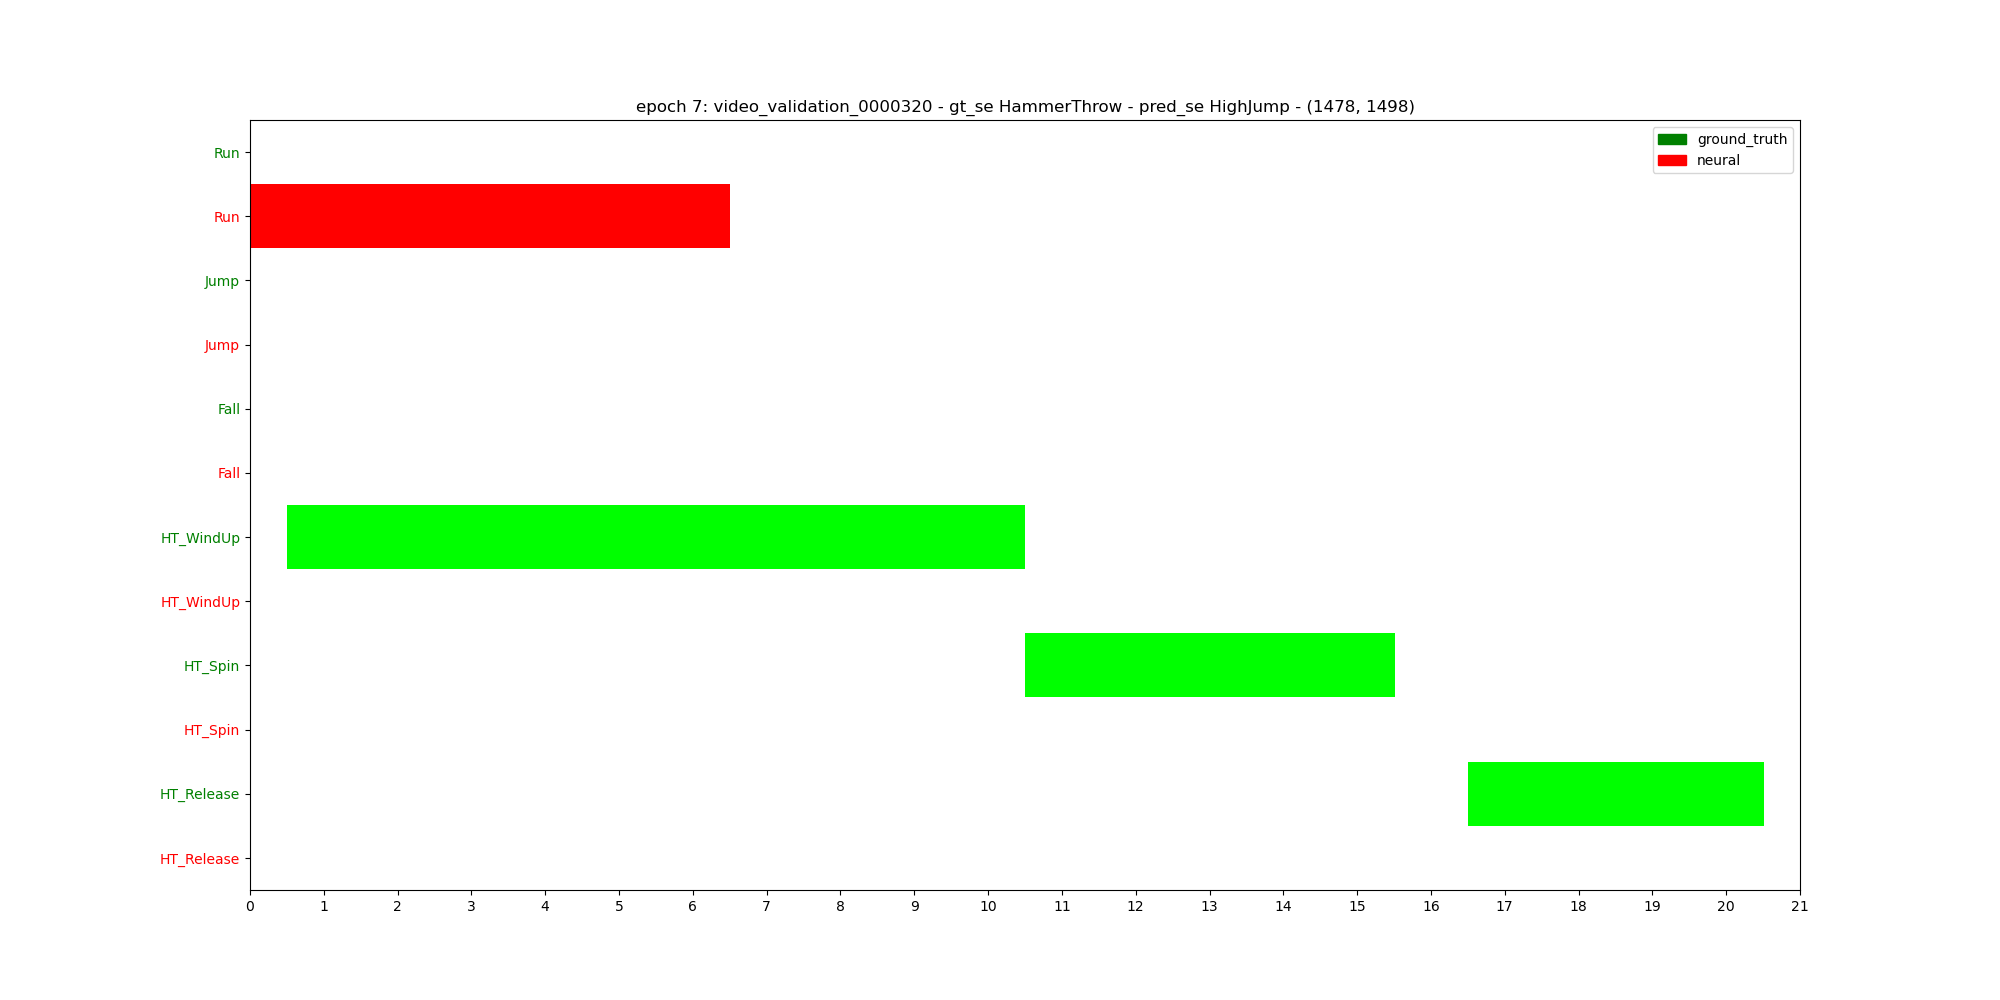 epoch 7: video_validation_0000320 - gt_se HammerThrow - pred_se HighJump - (1478, 1498)
ground_truth
neural
Run
Run
Jump
Jump
Fall
Fall
HT_WindUp
HT_WindUp
HT_Spin
HT_Spin
HT_Release
HT_Release
0 1 2 3 4 5 6 7 8 9 10 11 12 13 14 15 16 17 18 19 20 21